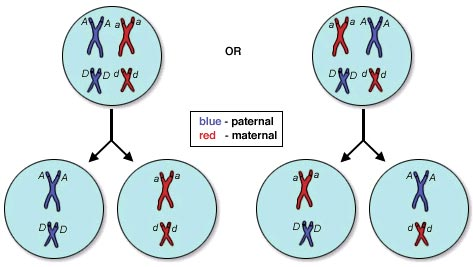 A A a a
D D d d
OR
a a A A
D D d d
blue - paternal
red - maternal
A A
D D
a a
d d
a a
D D
A A
d d